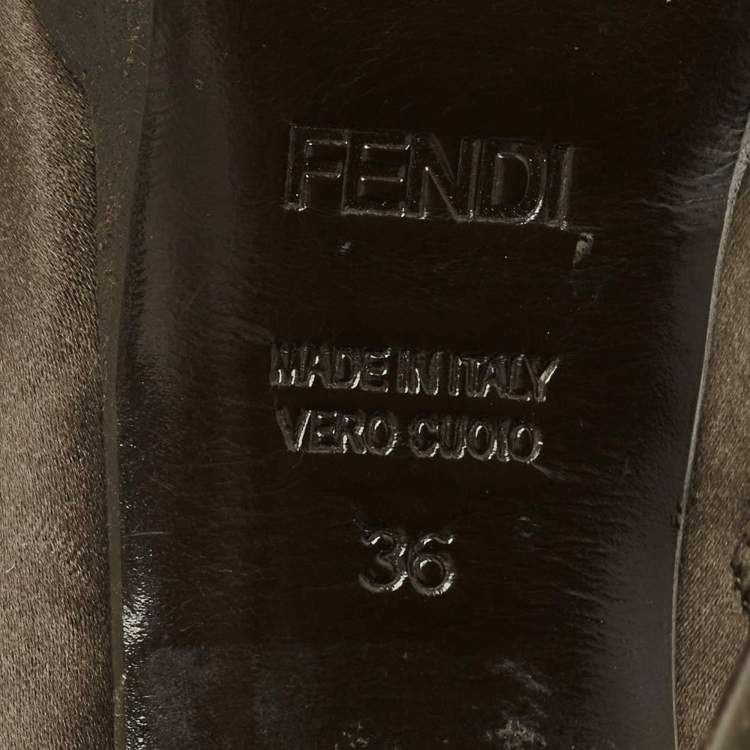 FENDI
MADE IN ITALY
VERO CUOIO
36